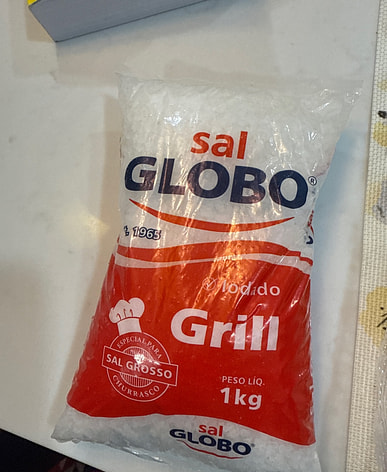 sal
GLOBO®
1965
Iodado
Grill
ESPECIAL PARA
SAL GROSSO
CHURRASCO
PESO LÍQ.
1kg
sal
GLOBO®